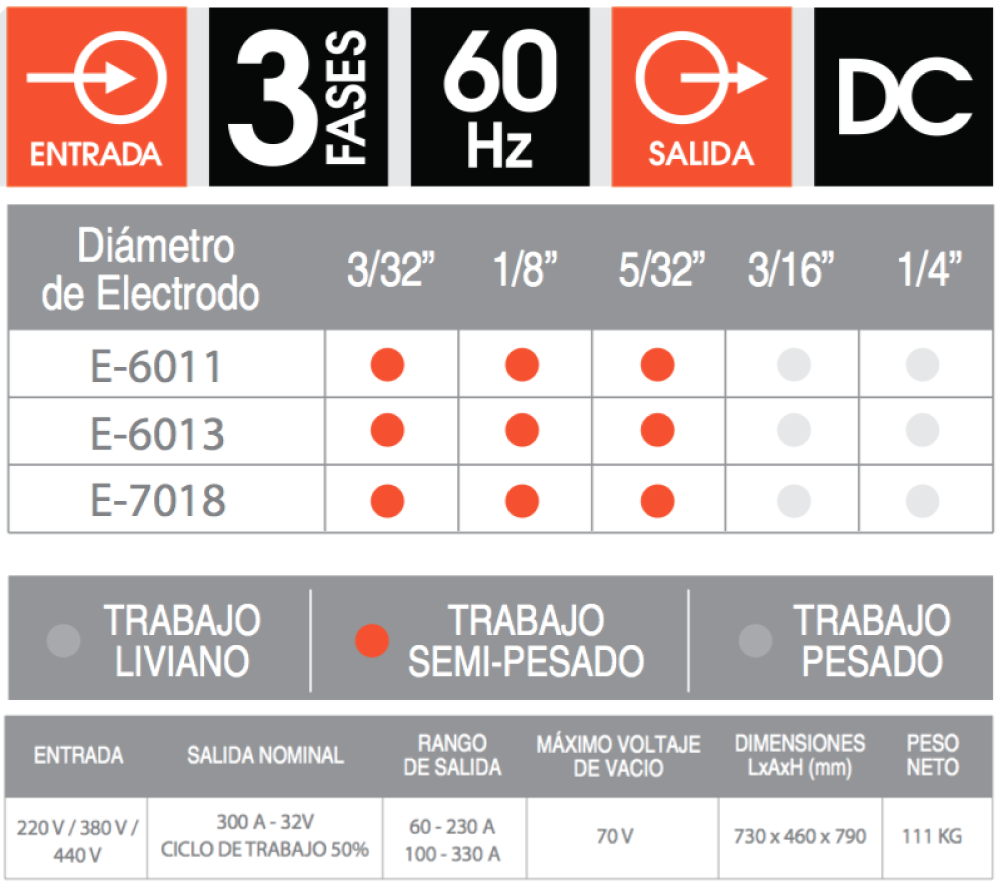 ENTRADA
3 FASES
60
Hz
SALIDA
DC
Diámetro
de Electrodo
3/32” 1/8” 5/32” 3/16” 1/4”
E-6011
E-6013
E-7018
TRABAJO
LIVIANO
TRABAJO
SEMI-PESADO
TRABAJO
PESADO
ENTRADA
SALIDA NOMINAL
RANGO
DE SALIDA
MÁXIMO VOLTAJE
DE VACIO
DIMENSIONES
LxAxH (mm)
PESO
NETO
220 V / 380 V /
440 V
300 A - 32V
CICLO DE TRABAJO 50%
60 - 230 A
100 - 330 A
70 V
730 x 460 x 790
111 KG